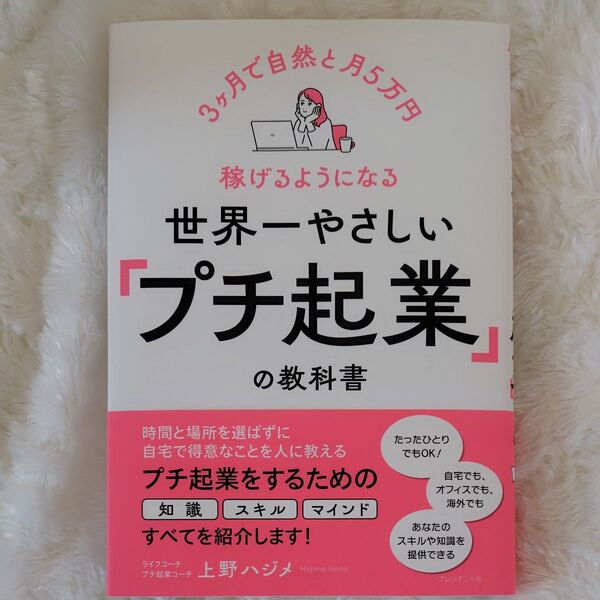 3ヶ月で自然と月5万円
稼げるようになる
世界一やさしい
「プチ起業」
の教科書
時間と場所を選ばずに
自宅で得意なことを人に教える
プチ起業をするための
知識 スキル マインド
すべてを紹介します!
たったひとり
でもOK!
自宅でも、
オフィスでも、
海外でも
あなたの
スキルや知識を
提供できる
ライフコーチ
プチ起業コーチ
上野ハジメ Hajime Ueno
プレジデント社